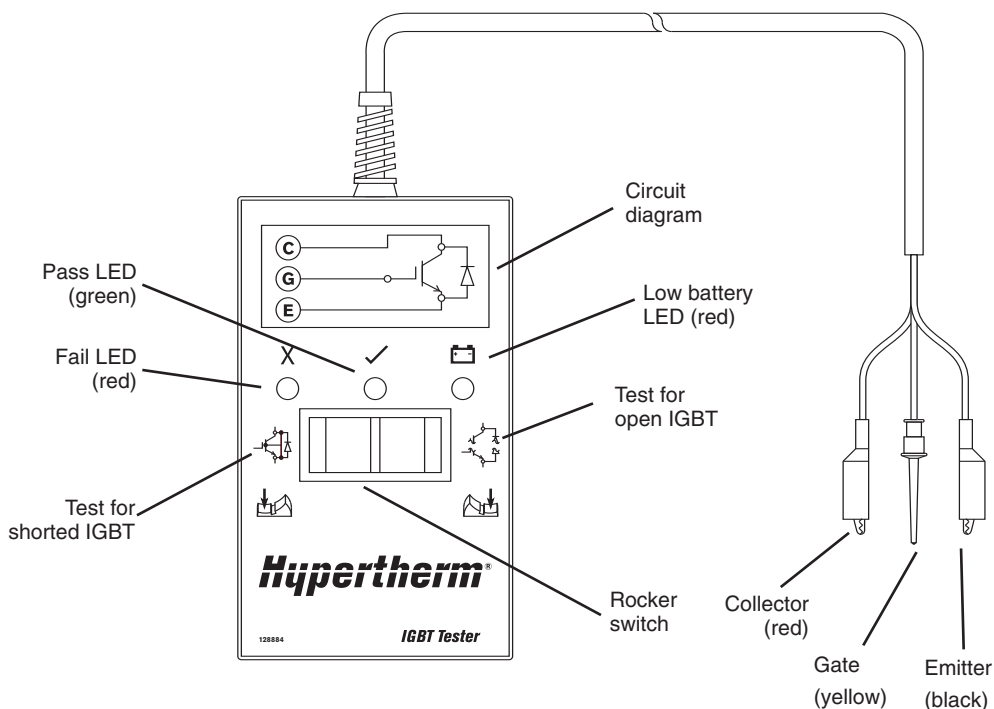 Circuit
diagram
C
G
E
Pass LED
(green)
Low battery
LED (red)
X
Fail LED
(red)
Test for
open IGBT
Test for
shorted IGBT
Hypertherm®
Rocker
switch
Collector
(red)
128884
IGBT Tester
Gate
(yellow)
Emitter
(black)